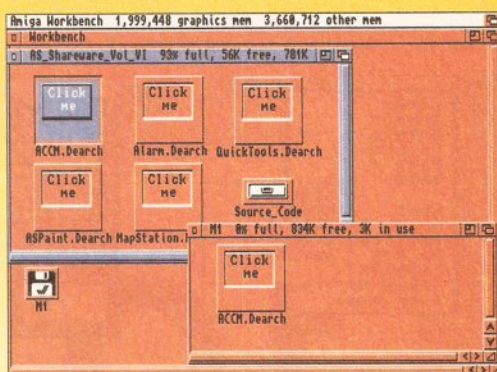 Amiga Workbench 1,999,448 graphics mem 3,660,712 other mem
Workbench
AS_Shareware_Vol_VI 93% full, 56K free, 781K
Click me
Click me
Click me
ACCM.Dearch
Alarm.Dearch
QuickTools.Dearch
Click me
Click me
Source_Code
ASPaint.Dearch
MapStation.
M1 0% full, 834K free, 3K in use
Click me
ACCM.Dearch
M1